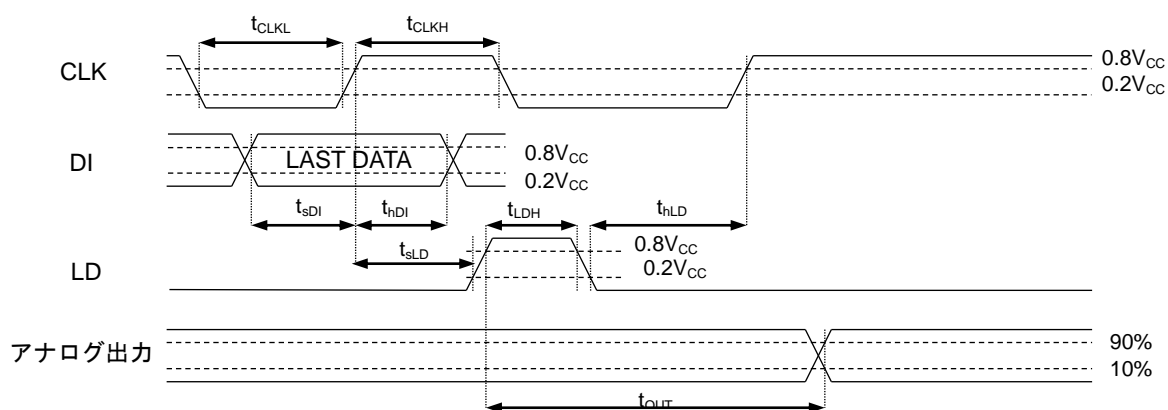 tCLKL
tCLKH
CLK
0.8VCC
0.2VCC
DI
LAST DATA
0.8VCC
0.2VCC
tsDI
thDI
tLDH
thLD
tsLD
LD
0.8VCC
0.2VCC
アナログ出力
90%
10%
tOUT